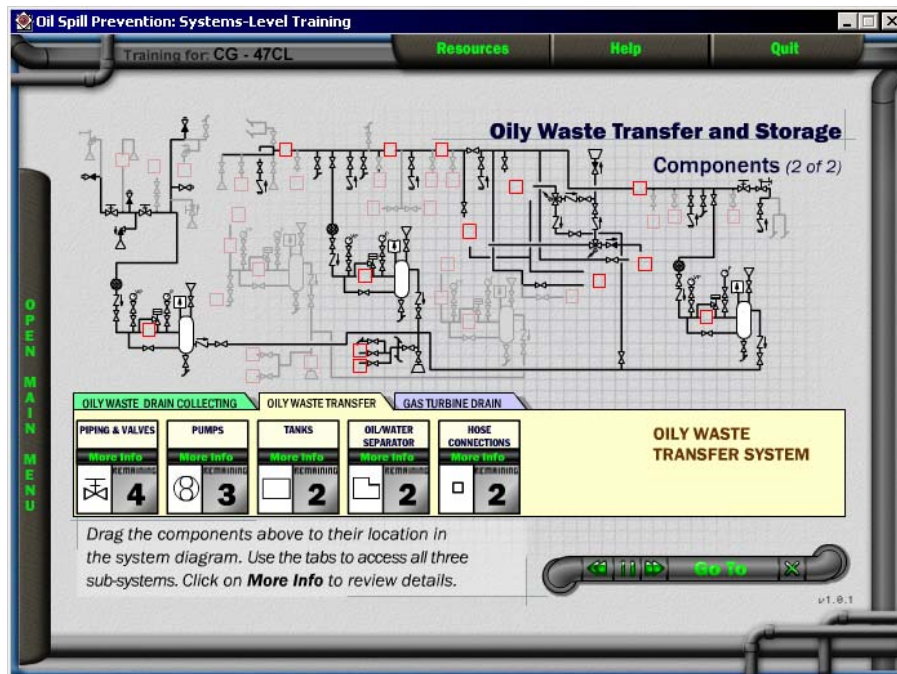 Oil Spill Prevention: Systems-Level Training
Training for: CG - 47CL
Resources
Help
Quit
Oily Waste Transfer and Storage
Components (2 of 2)
OPEN MAIN MENU
OILY WASTE DRAIN COLLECTING
OILY WASTE TRANSFER
GAS TURBINE DRAIN
PIPING & VALVES
More Info
REMAINING
4
PUMPS
More Info
REMAINING
3
TANKS
More Info
REMAINING
2
OIL/WATER
SEPARATOR
More Info
REMAINING
2
HOSE
CONNECTIONS
More Info
REMAINING
2
OILY WASTE
TRANSFER SYSTEM
Drag the components above to their location in
the system diagram. Use the tabs to access all three
sub-systems. Click on More Info to review details.
Go To
v1.0.1